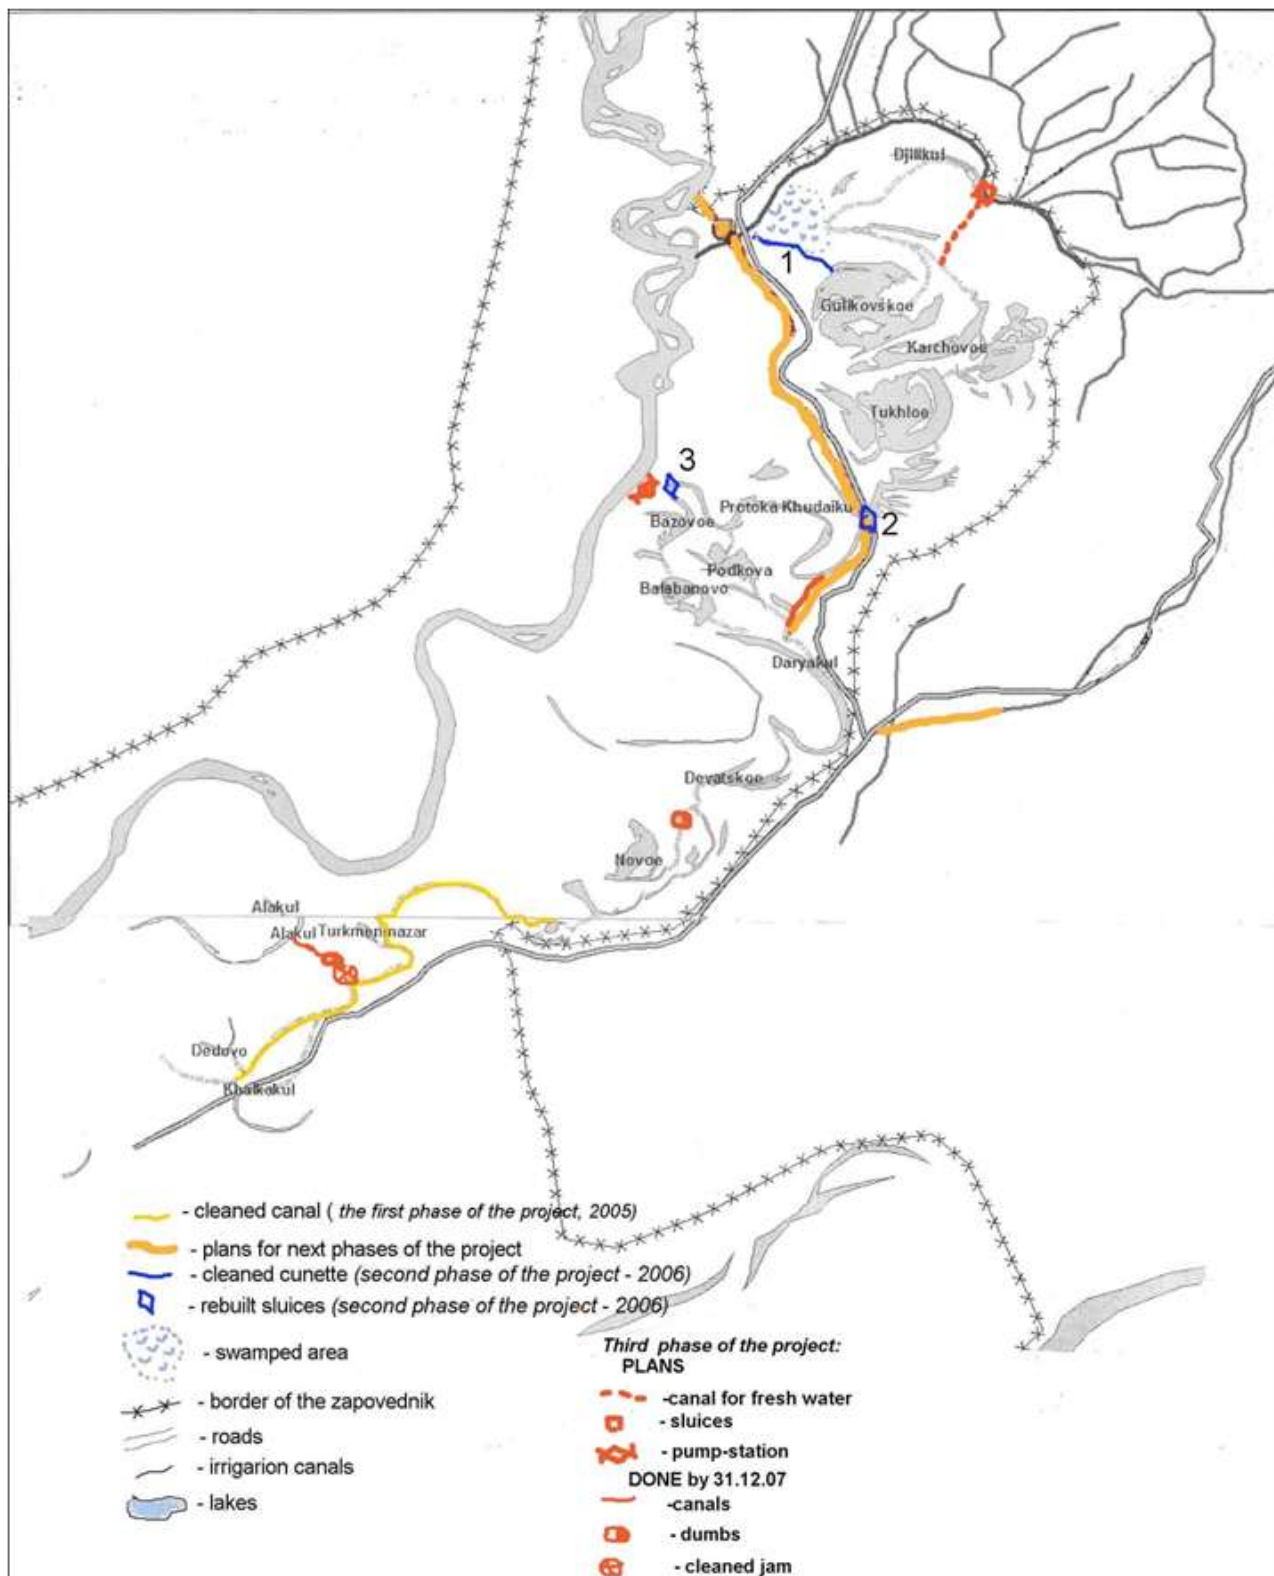 Djilikul
1
Gulikovskoe
Karchovoe
Tukhloe
3
Protoka Khudaiku
2
Bazovoe
Podkova
Balabanovo
Daryakul
Devatskoe
Novoe
Alakul
Alakul
Turkmen-nazar
Dedovo
Khalkakul
- cleaned canal ( the first phase of the project, 2005)
- plans for next phases of the project
- cleaned cunette (second phase of the project - 2006)
- rebuilt sluices (second phase of the project - 2006)
- swamped area
- border of the zapovednik
- roads
- irrigarion canals
- lakes
Third phase of the project:
PLANS
-canal for fresh water
- sluices
- pump-station
DONE by 31.12.07
-canals
- dumbs
- cleaned jam